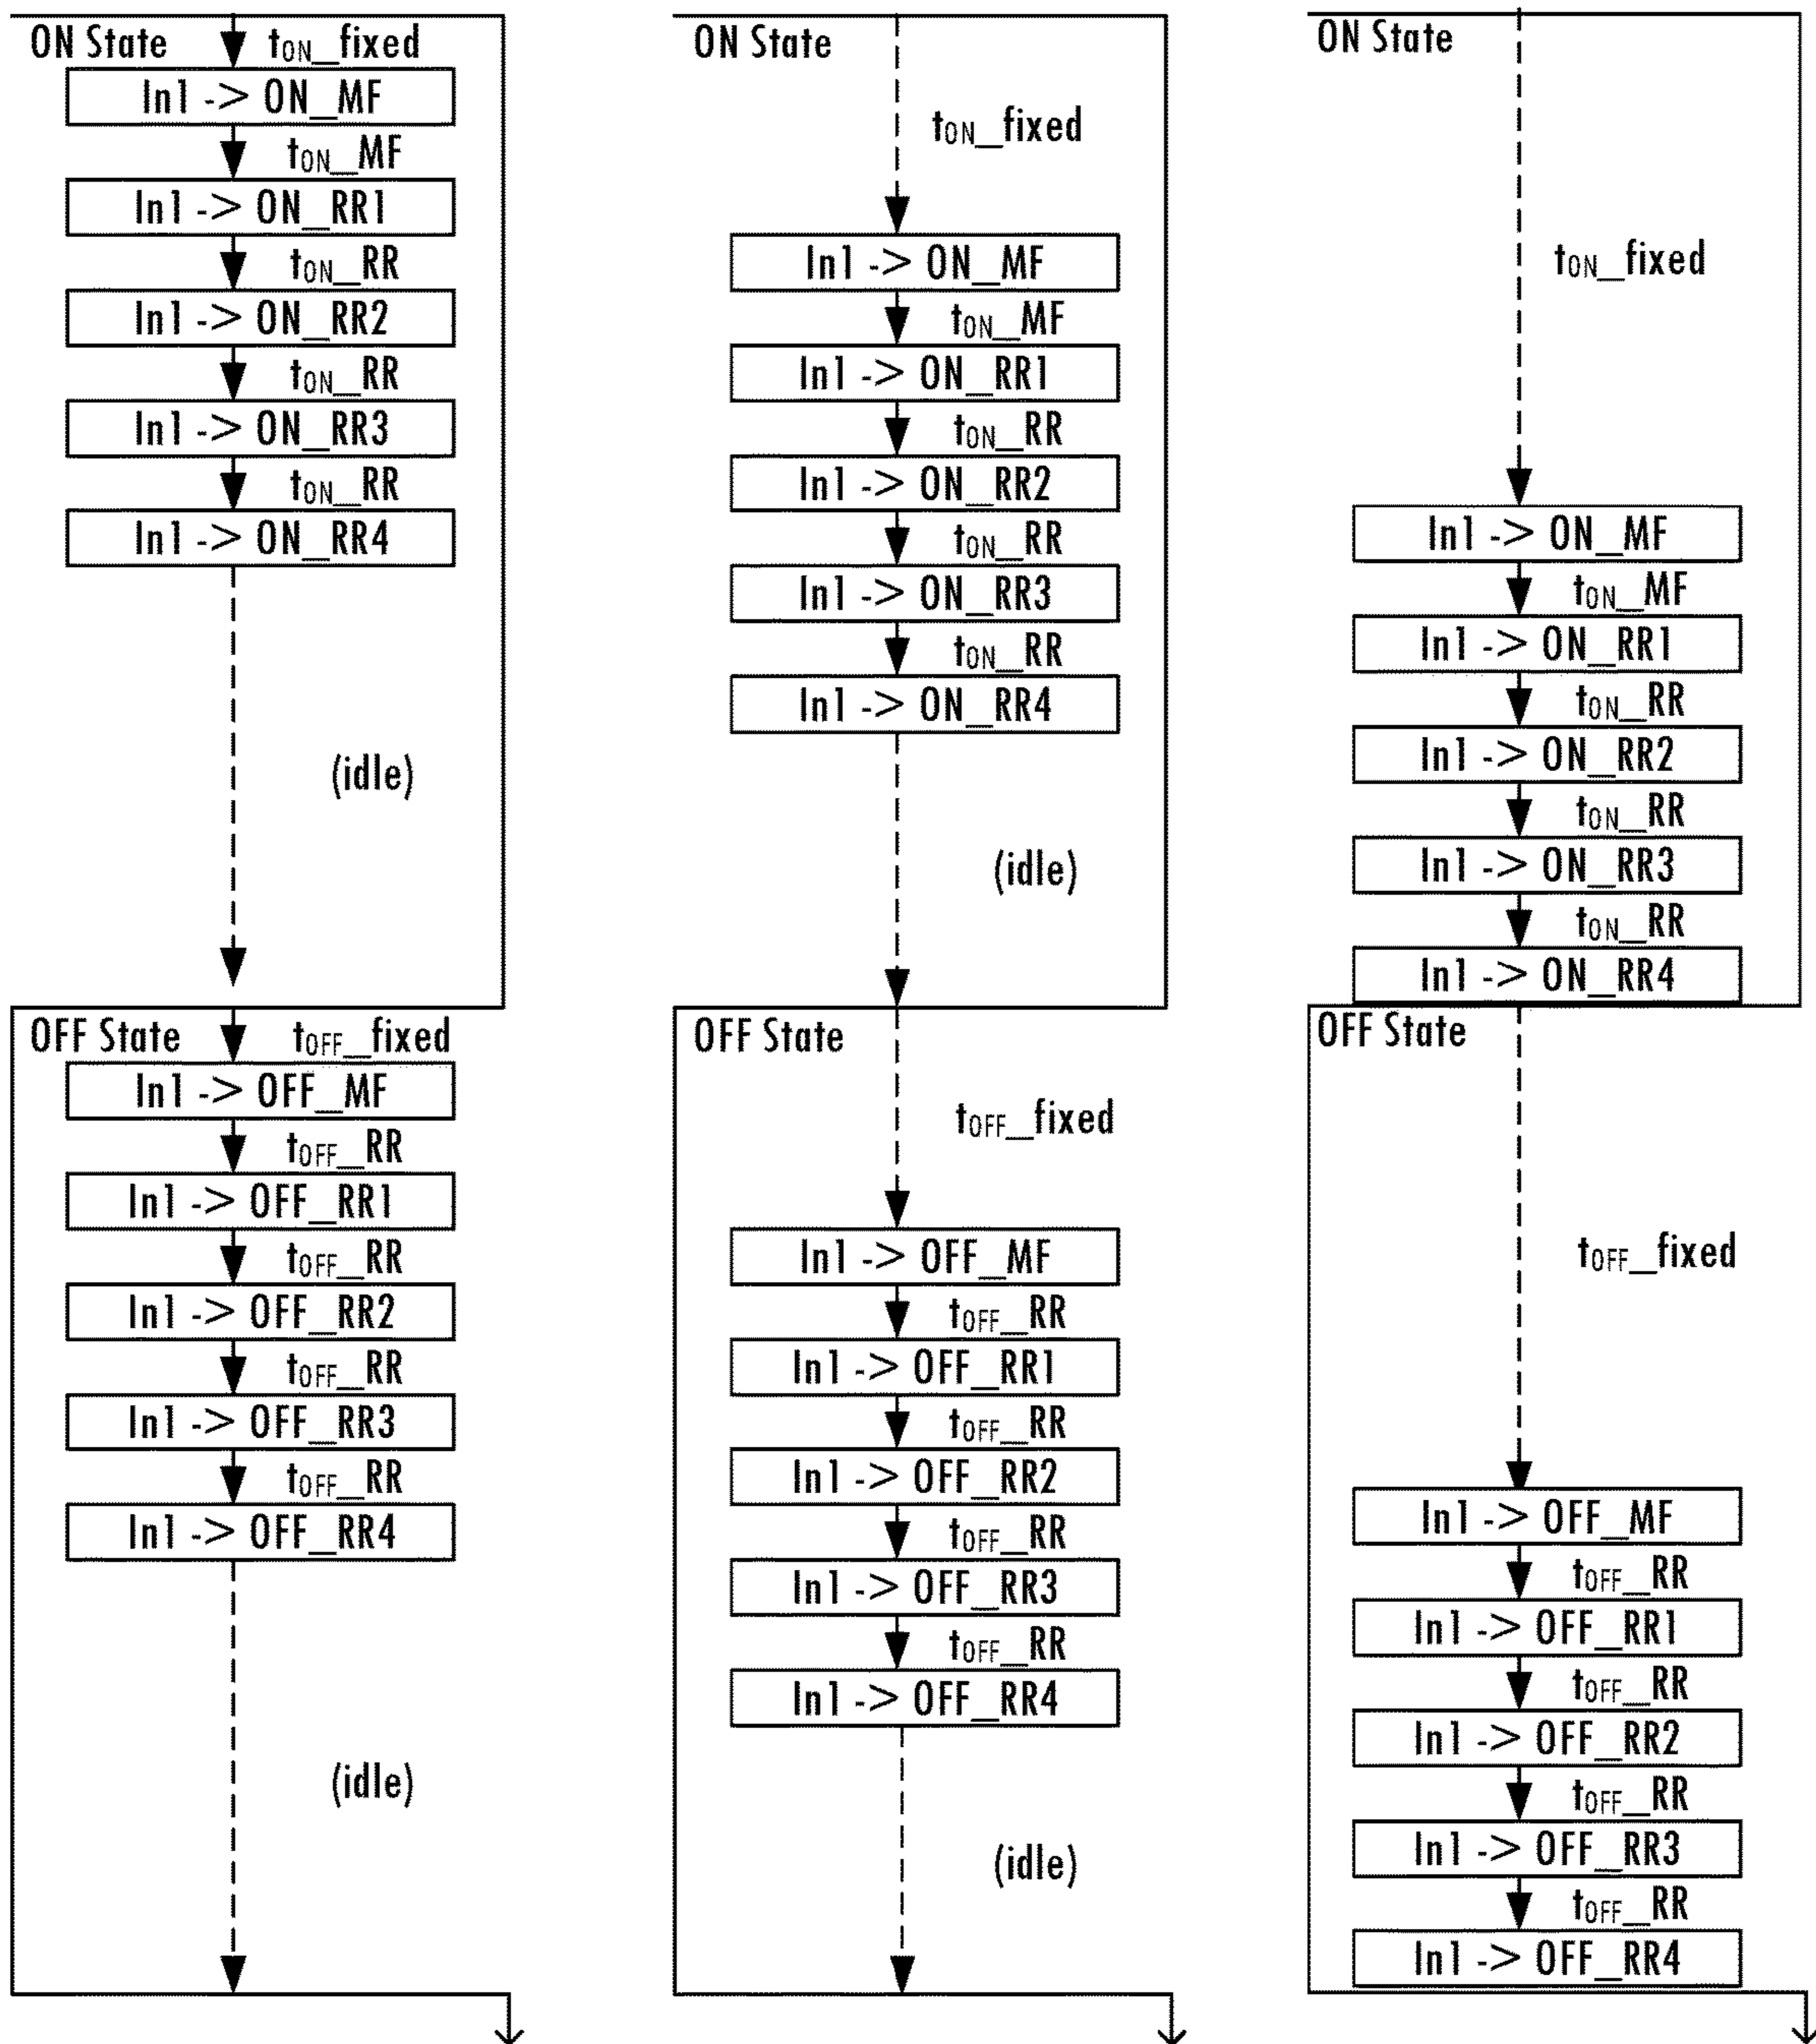 ON State
tON_fixed
In1 -> ON_MF
tON_MF
In1 -> ON_RR1
tON_RR
In1 -> ON_RR2
tON_RR
In1 -> ON_RR3
tON_RR
In1 -> ON_RR4
(idle)
OFF State
tOFF_fixed
In1 -> OFF_MF
tOFF_RR
In1 -> OFF_RR1
tOFF_RR
In1 -> OFF_RR2
tOFF_RR
In1 -> OFF_RR3
tOFF_RR
In1 -> OFF_RR4
(idle)
ON State
tON_fixed
In1 -> ON_MF
tON_MF
In1 -> ON_RR1
tON_RR
In1 -> ON_RR2
tON_RR
In1 -> ON_RR3
tON_RR
In1 -> ON_RR4
(idle)
OFF State
tOFF_fixed
In1 -> OFF_MF
tOFF_RR
In1 -> OFF_RR1
tOFF_RR
In1 -> OFF_RR2
tOFF_RR
In1 -> OFF_RR3
tOFF_RR
In1 -> OFF_RR4
(idle)
ON State
tON_fixed
In1 -> ON_MF
tON_MF
In1 -> ON_RR1
tON_RR
In1 -> ON_RR2
tON_RR
In1 -> ON_RR3
tON_RR
In1 -> ON_RR4
OFF State
tOFF_fixed
In1 -> OFF_MF
tOFF_RR
In1 -> OFF_RR1
tOFF_RR
In1 -> OFF_RR2
tOFF_RR
In1 -> OFF_RR3
tOFF_RR
In1 -> OFF_RR4